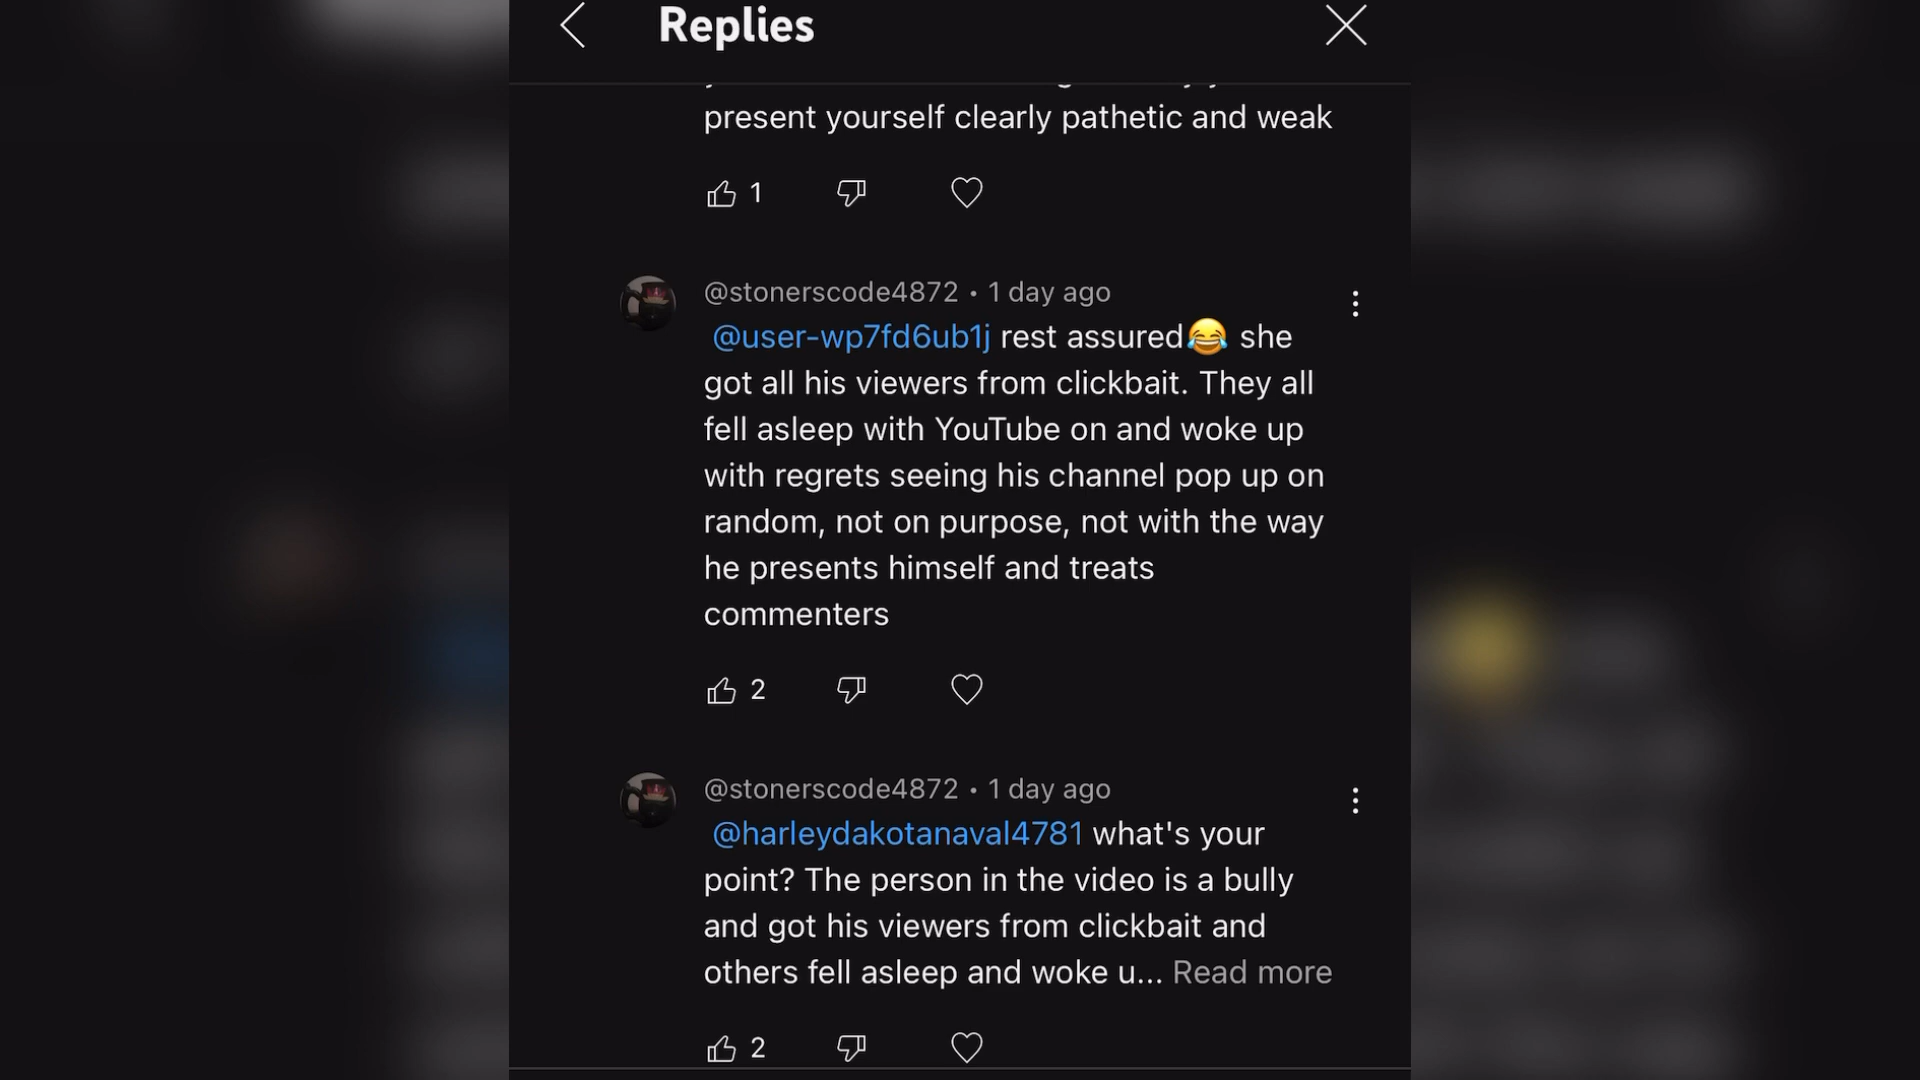 Replies
present yourself clearly pathetic and weak
1
@stonerscode4872 • 1 day ago
@user-wp7fd6ub1j rest assured😂 she
got all his viewers from clickbait. They all
fell asleep with YouTube on and woke up
with regrets seeing his channel pop up on
random, not on purpose, not with the way
he presents himself and treats
commenters
2
@stonerscode4872 • 1 day ago
@harleydakotanaval4781 what's your
point? The person in the video is a bully
and got his viewers from clickbait and
others fell asleep and woke u... Read more
2